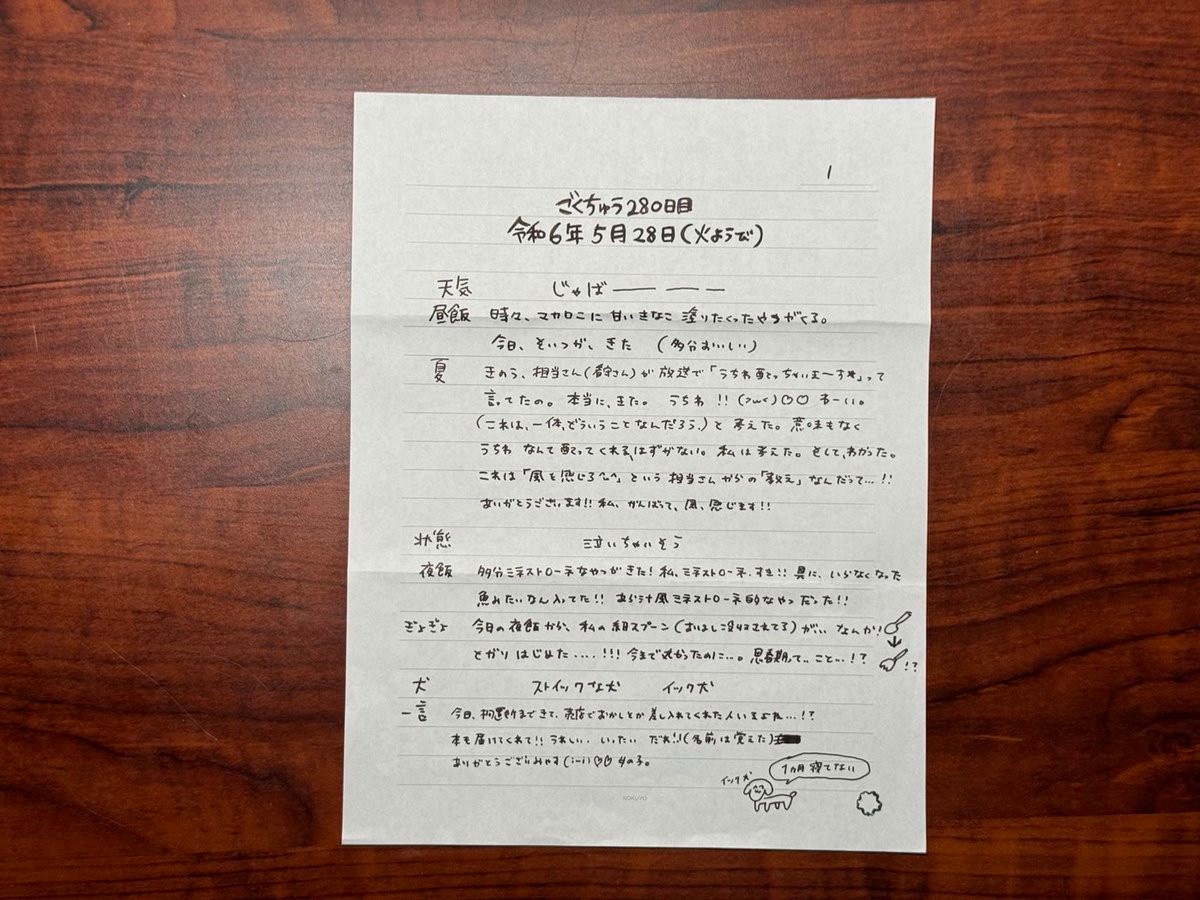 1
ごくちゅう280日目
令和6年5月28日(火ようび)
天気 じゃばー ー ー
昼飯 時々、マカロニに甘いきなこ塗りたくったやつがくる。
今日、そいつが、きた (多分おいしい)
夏 きのう、担当さん(看守さん)が放送で「うちわ配っちゃいまーす*」って
言ってたの。本当に、きた。 うちわ!!(>ω<)♡♡ わーい。
(これは、一体、どういうことなんだろう。)と考えた。意味もなく
うちわなんて配ってくれる、はずがない。私は考えた。そして、わかった。
これは「風を感じろ^^」という担当さんからの「教え」なんだって…!!
ありがとうございます!!私、がんばって、風、感じます!!
状態 泣いちゃいそう
夜飯 多分ミネストローネなやつがきた!私、ミネストローネ、すき!!具に、いらなくなった
魚みたいなん入ってた!!あら汁風ミネストローネ的なやつだった!!
ぎょぎょ 今日の夜飯から、私の相スプーン(おはし没収されてる)が…なんか!
とがりはじめた....!!!今まで丸かったのに…。思春期って、こと…!?
!?
犬 ストイックな犬 イック犬
一言 今日、拘置所まできて、売店でおかしとか差し入れてくれた人いるよね…!?
本も届けてくれて!!うれしい。いったい だれ!!(名前は覚えた)
ありがとうございみやす(;-;)♡♡ 女の子。
イック犬
1ヵ月寝てない
KOKUYO